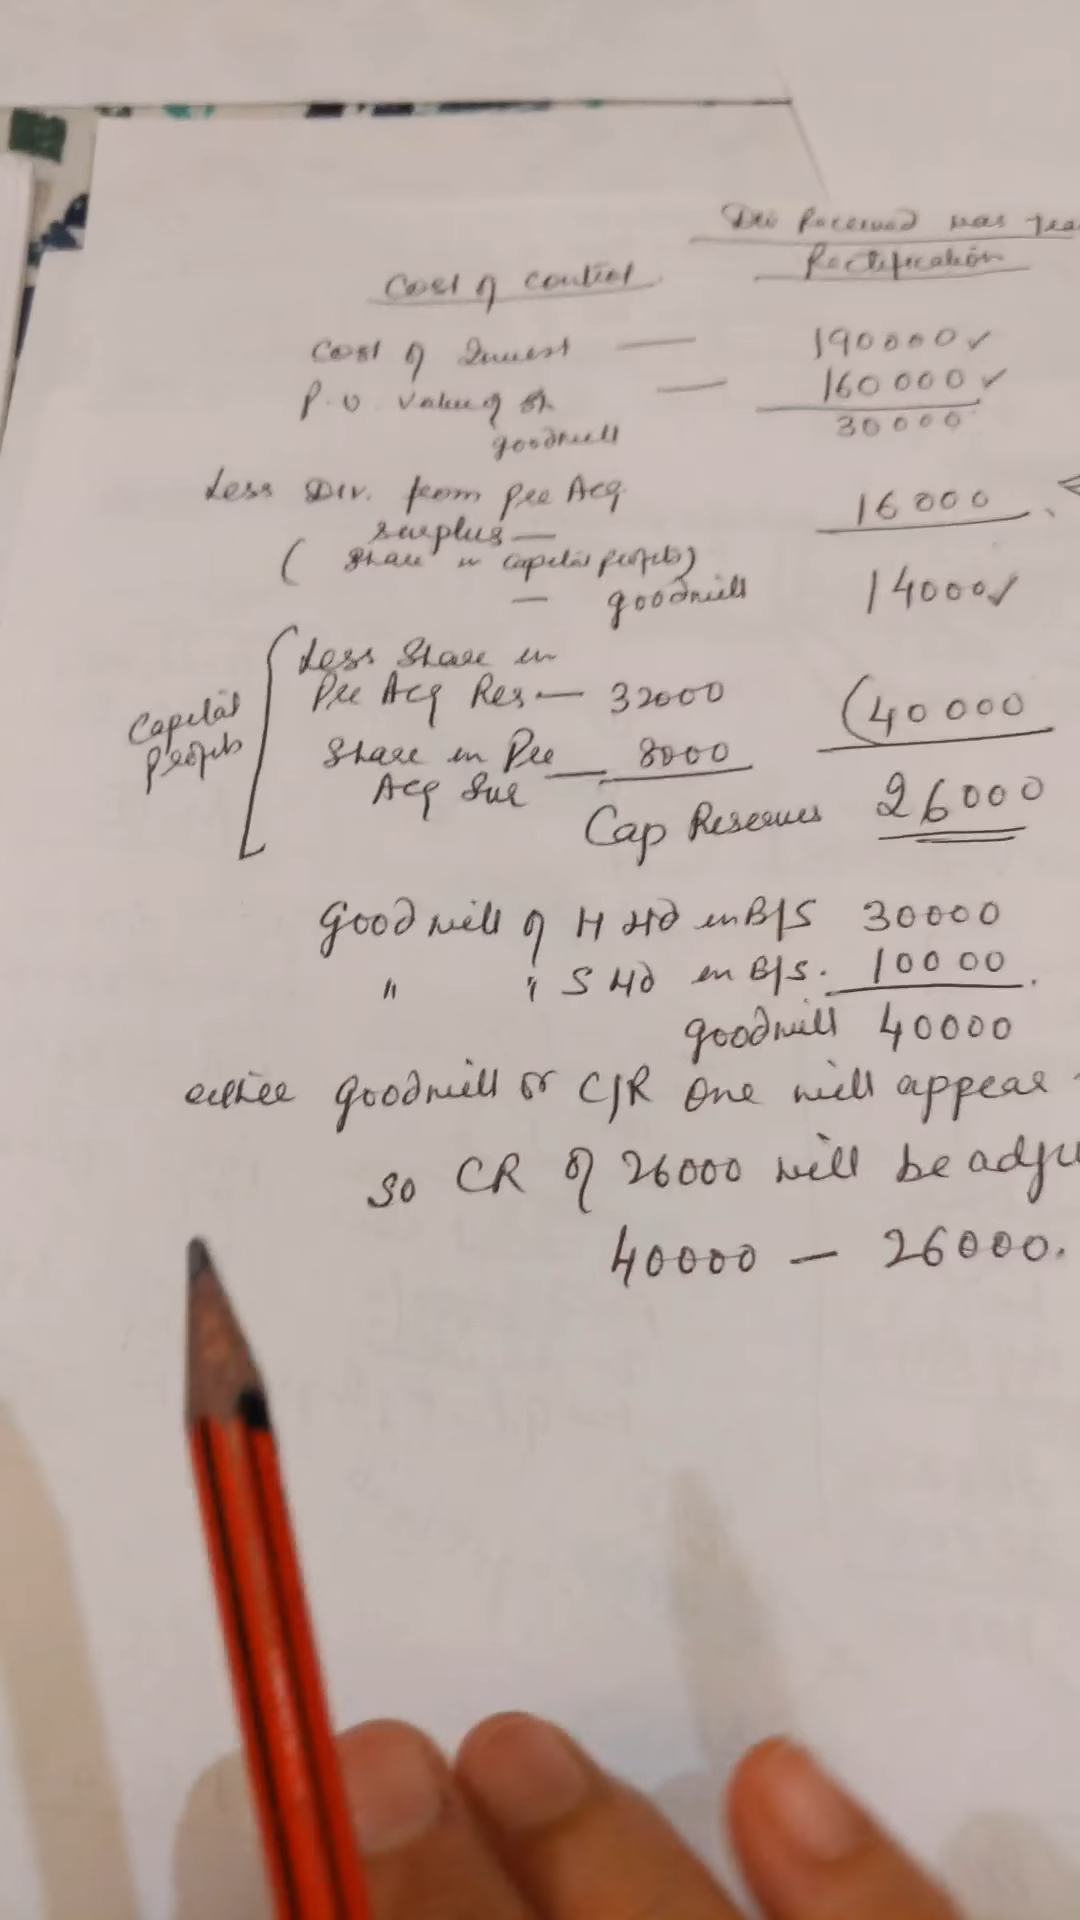 Div Received was
Rectification
Cost of control
Cost of Invest — 190000 ✓
P.U. Value of Sh. — 160000 ✓
goodwill 30000
Less Div. from Pre Acq. 16000
surplus —
( Share in capital profits)
— goodwill 14000 ✓
Less Share in
Pre Acq Res — 32000 (40000
Capital Profits
Share in Pre — 8000
Acq Sur
Cap Reserves 26000
Goodwill of H Ltd in B/S 30000
" " S Ltd in B/S. 10000
goodwill 40000
either goodwill or C/R one will appear
so CR of 26000 will be
40000 — 26000.